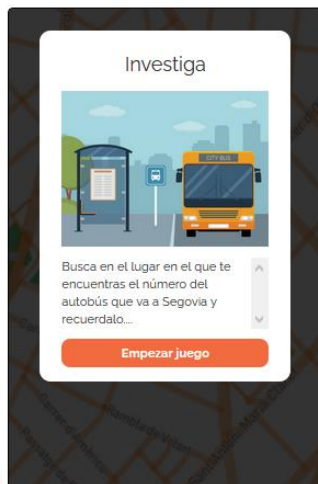 Investiga
CITY BUS
Busca en el lugar en el que te
encuentras el número del
autobús que va a Segovia y
recuerdalo....
Empezar juego